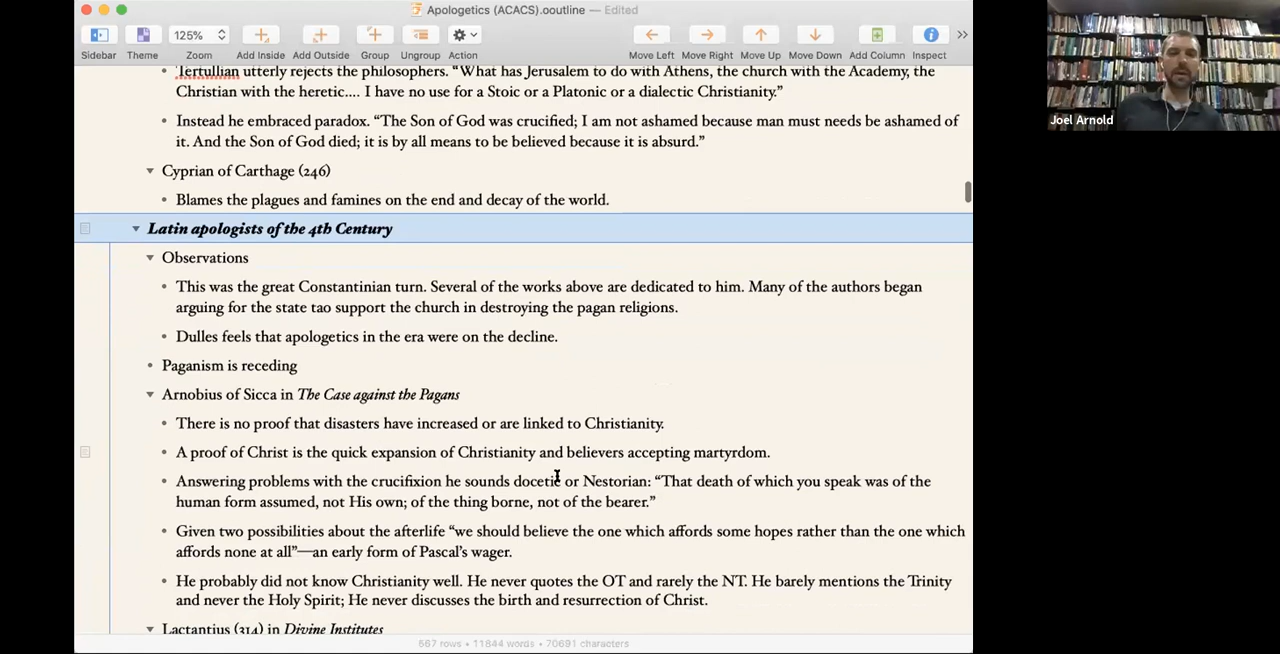 Apologetics (ACACS).ooutline — Edited
125%
Sidebar Theme Zoom Add Inside Add Outside Group Ungroup Action Move Left Move Right Move Up Move Down Add Column Inspect
Tertullian utterly rejects the philosophers. “What has Jerusalem to do with Athens, the church with the Academy, the
Christian with the heretic.... I have no use for a Stoic or a Platonic or a dialectic Christianity.”
Instead he embraced paradox. “The Son of God was crucified; I am not ashamed because man must needs be ashamed of
it. And the Son of God died; it is by all means to be believed because it is absurd.”
Cyprian of Carthage (246)
Blames the plagues and famines on the end and decay of the world.
Latin apologists of the 4th Century
Observations
This was the great Constantinian turn. Several of the works above are dedicated to him. Many of the authors began
arguing for the state tao support the church in destroying the pagan religions.
Dulles feels that apologetics in the era were on the decline.
Paganism is receding
Arnobius of Sicca in The Case against the Pagans
There is no proof that disasters have increased or are linked to Christianity.
A proof of Christ is the quick expansion of Christianity and believers accepting martyrdom.
Answering problems with the crucifixion he sounds docetic or Nestorian: “That death of which you speak was of the
human form assumed, not His own; of the thing borne, not of the bearer.”
Given two possibilities about the afterlife “we should believe the one which affords some hopes rather than the one which
affords none at all”—an early form of Pascal’s wager.
He probably did not know Christianity well. He never quotes the OT and rarely the NT. He barely mentions the Trinity
and never the Holy Spirit; He never discusses the birth and resurrection of Christ.
Lactantius (314) in Divine Institutes
567 rows • 11844 words • 70691 characters
Joel Arnold